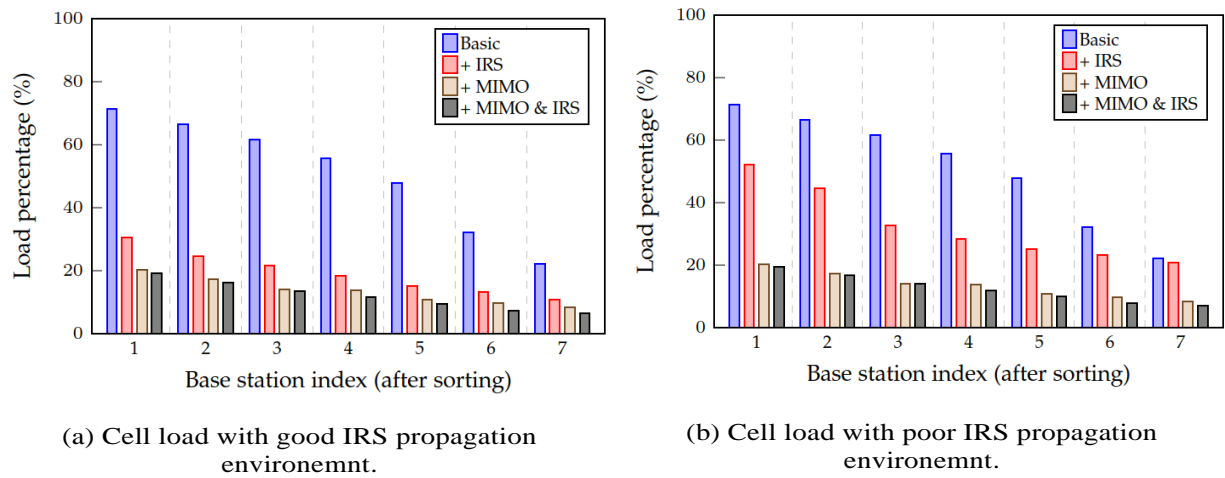 100
80
60
40
20
0
Load percentage (%)
Basic
+ IRS
+ MIMO
+ MIMO & IRS
1 2 3 4 5 6 7
Base station index (after sorting)
(a) Cell load with good IRS propagation
environemnt.
100
80
60
40
20
0
Load percentage (%)
Basic
+ IRS
+ MIMO
+ MIMO & IRS
1 2 3 4 5 6 7
Base station index (after sorting)
(b) Cell load with poor IRS propagation
environemnt.